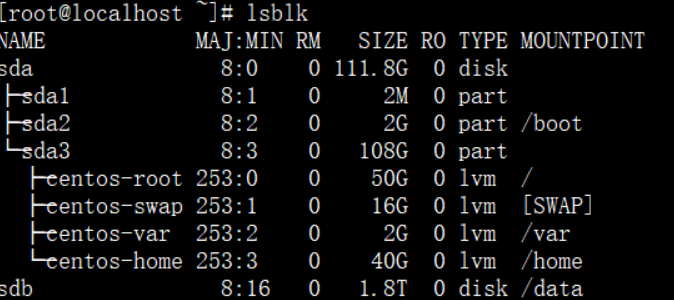 [root@localhost ~]# lsblk
NAME            MAJ:MIN RM   SIZE RO TYPE MOUNTPOINT
sda               8:0    0 111.8G  0 disk
├─sda1            8:1    0     2M  0 part
├─sda2            8:2    0     2G  0 part /boot
└─sda3            8:3    0   108G  0 part
  ├─centos-root 253:0    0    50G  0 lvm  /
  ├─centos-swap 253:1    0    16G  0 lvm  [SWAP]
  ├─centos-var  253:2    0     2G  0 lvm  /var
  └─centos-home 253:3    0    40G  0 lvm  /home
sdb               8:16   0   1.8T  0 disk /data